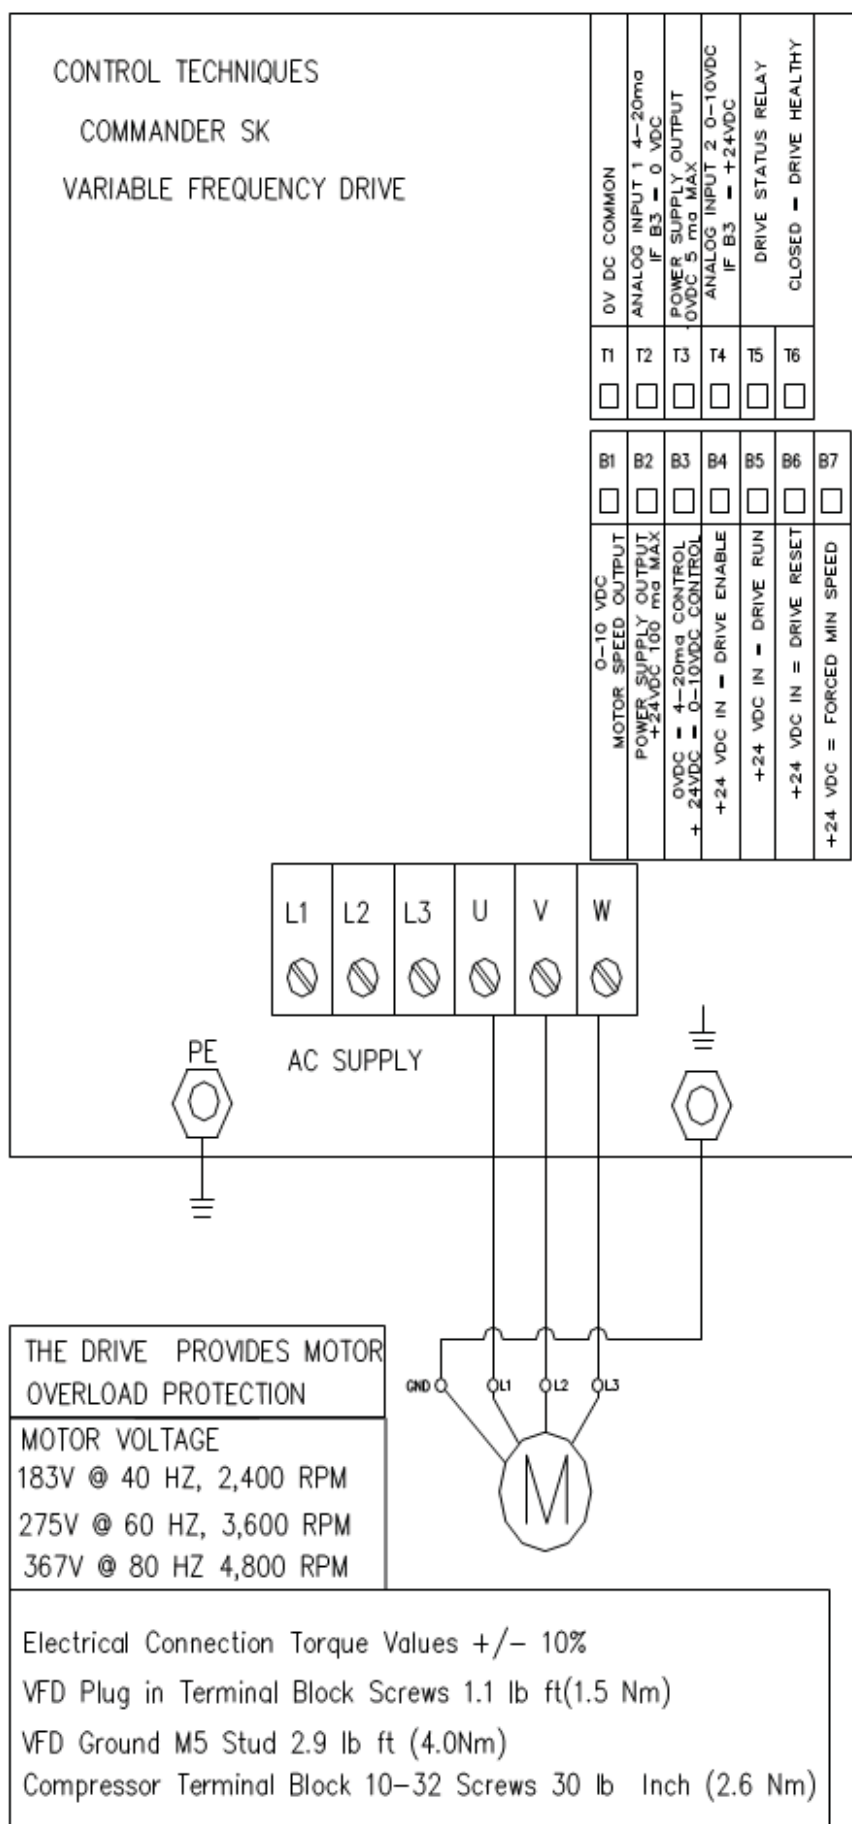 CONTROL TECHNIQUES
COMMANDER SK
VARIABLE FREQUENCY DRIVE
0V DC COMMON
ANALOG INPUT 1 4-20ma
IF B3 = 0 VDC
POWER SUPPLY OUTPUT
0VDC 5 ma MAX
ANALOG INPUT 2 0-10VDC
IF B3 = +24VDC
DRIVE STATUS RELAY
CLOSED = DRIVE HEALTHY
T1 T2 T3 T4 T5 T6
B1 B2 B3 B4 B5 B6 B7
0-10 VDC
MOTOR SPEED OUTPUT
POWER SUPPLY OUTPUT
+24VDC 100 ma MAX
0VDC = 4-20ma CONTROL
+ 24VDC = 0-10VDC CONTROL
+24 VDC IN = DRIVE ENABLE
+24 VDC IN = DRIVE RUN
+24 VDC IN = DRIVE RESET
+24 VDC = FORCED MIN SPEED
L1 L2 L3 U V W
PE
AC SUPPLY
THE DRIVE PROVIDES MOTOR
OVERLOAD PROTECTION
GND L1 L2 L3
M
MOTOR VOLTAGE
183V @ 40 HZ, 2,400 RPM
275V @ 60 HZ, 3,600 RPM
367V @ 80 HZ 4,800 RPM
Electrical Connection Torque Values +/- 10%
VFD Plug in Terminal Block Screws 1.1 lb ft(1.5 Nm)
VFD Ground M5 Stud 2.9 lb ft (4.0Nm)
Compressor Terminal Block 10-32 Screws 30 lb Inch (2.6 Nm)